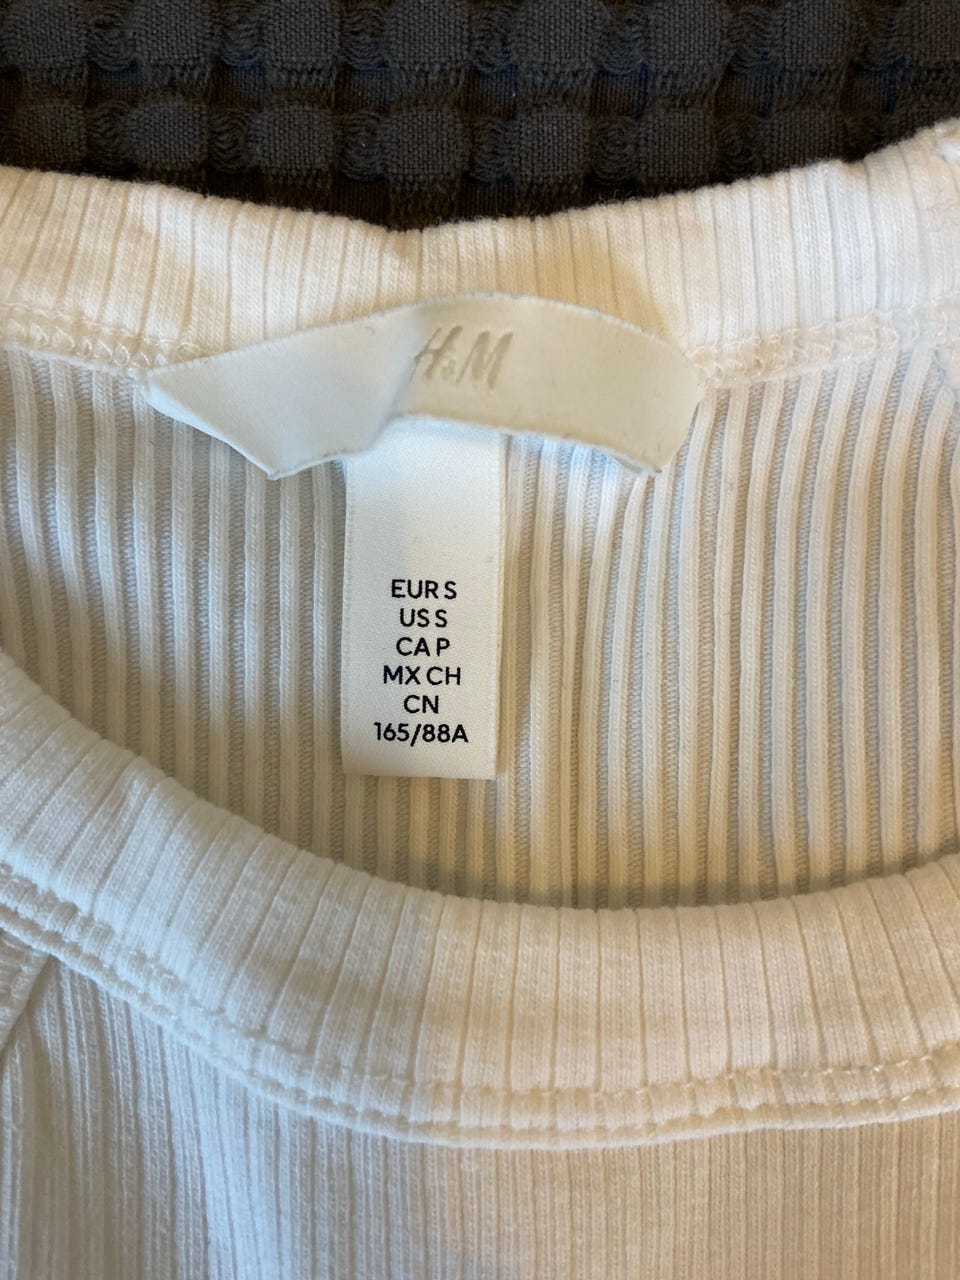 H&M
EUR S
US S
CA P
MX CH
CN
165/88A